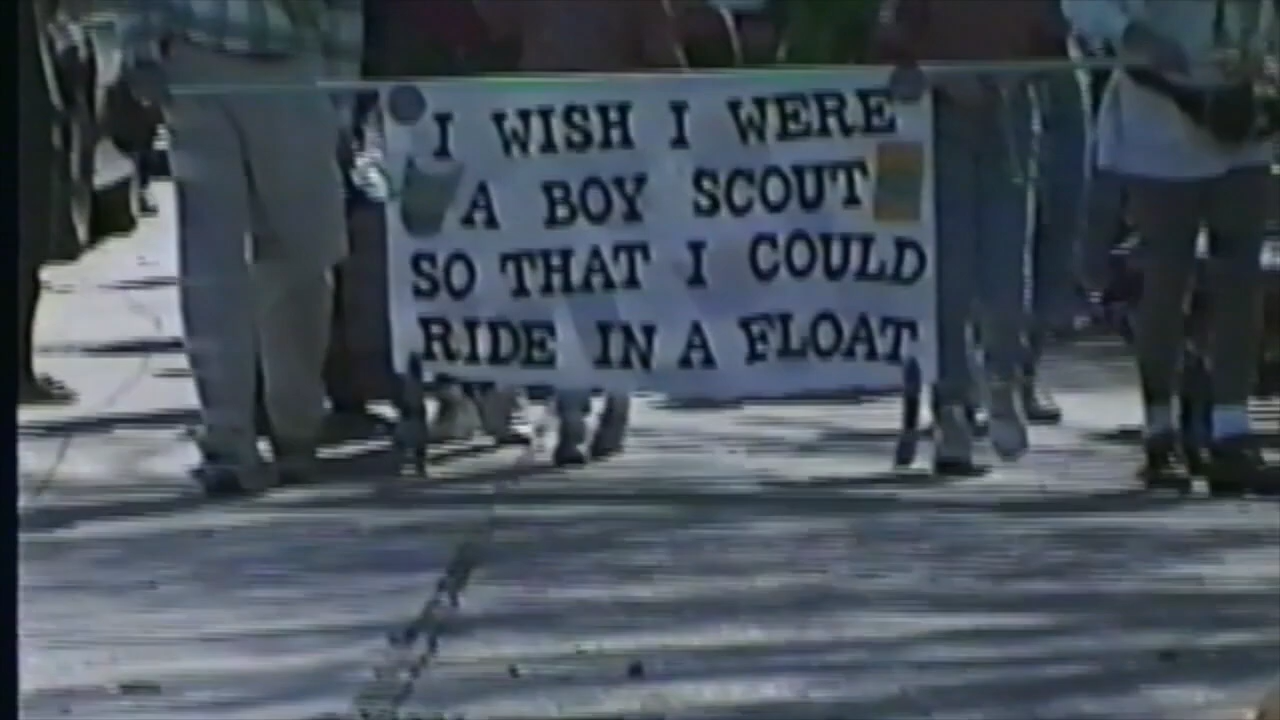 I WISH I WERE
A BOY SCOUT
SO THAT I COULD
RIDE IN A FLOAT